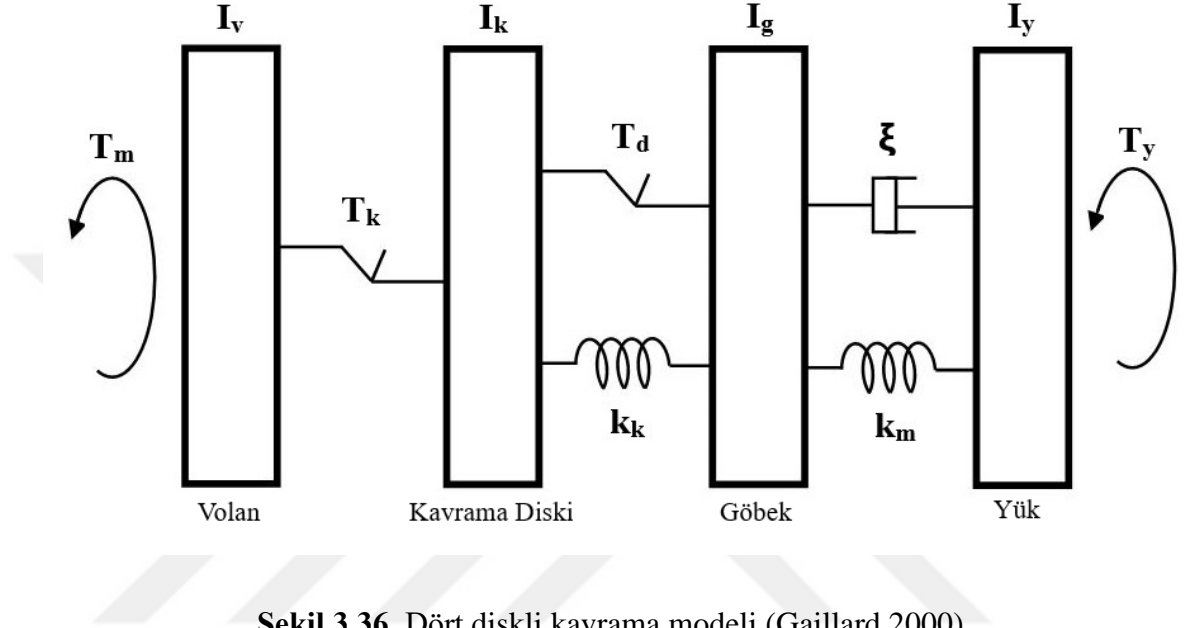 Iv Ik Ig Iy
Tm
Tk
Td
ξ
Ty
kk
km
Volan Kavrama Diski Göbek Yük
Şekil 3.36. Dört diskli kavrama modeli (Gaillard 2000)